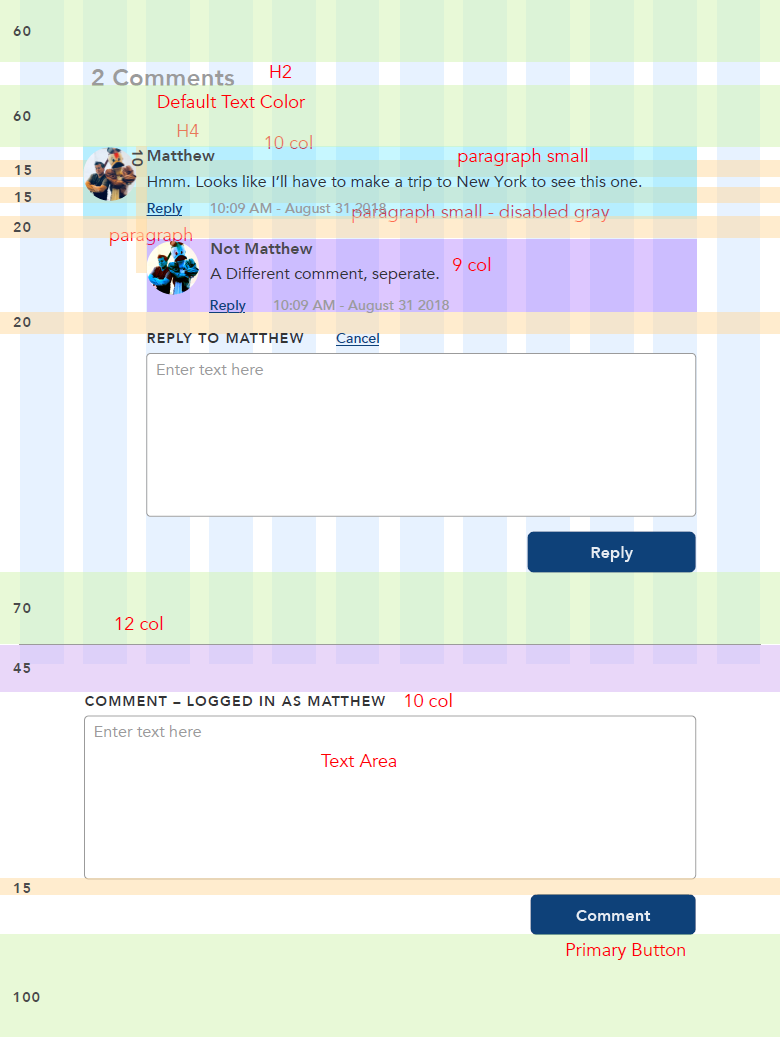 60
2 Comments
H2
Default Text Color
60
H4
10 col
10
Matthew
paragraph small
15
Hmm. Looks like I’ll have to make a trip to New York to see this one.
15
Reply
10:09 AM - August 31 2018
paragraph small - disabled gray
20
paragraph
Not Matthew
A Different comment, seperate.
9 col
Reply
10:09 AM - August 31 2018
20
REPLY TO MATTHEW
Cancel
Enter text here
Reply
70
12 col
45
COMMENT – LOGGED IN AS MATTHEW
10 col
Enter text here
Text Area
15
Comment
Primary Button
100